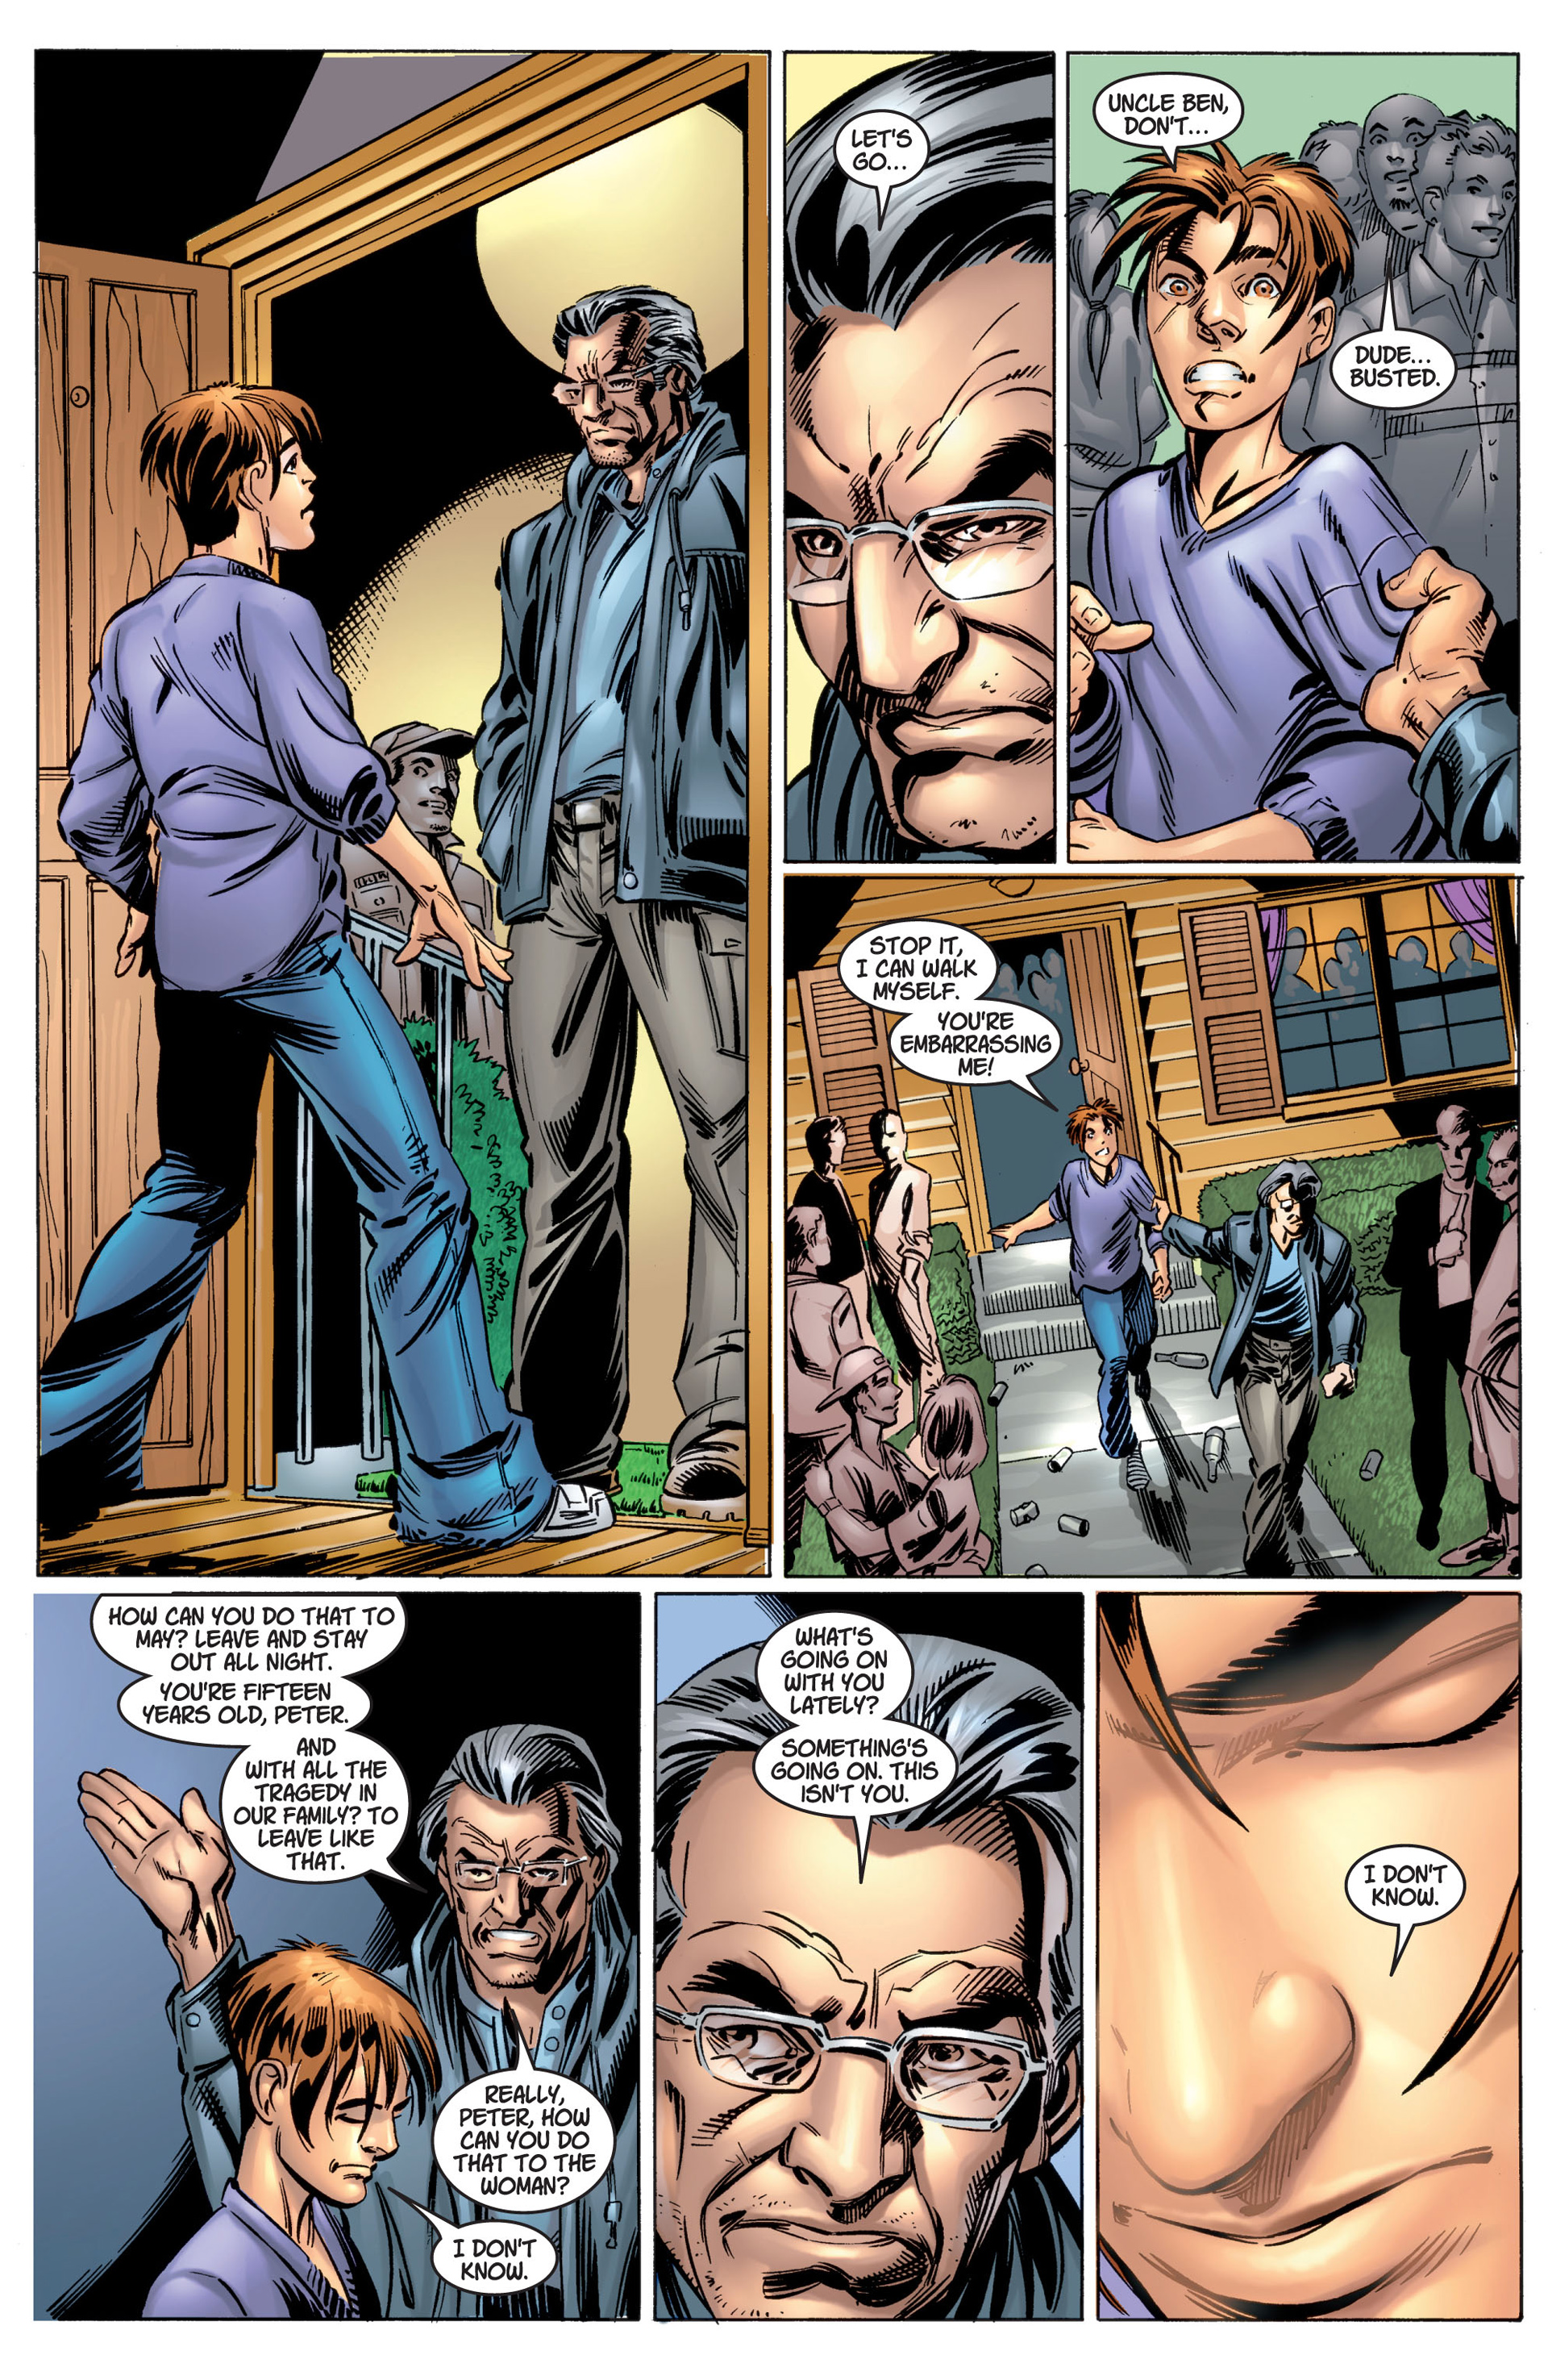 LET'S
GO...
UNCLE BEN,
DON'T...
DUDE...
BUSTED.
STOP IT,
I CAN WALK
MYSELF.
YOU'RE
EMBARRASSING
ME!
HOW CAN YOU DO THAT TO
MAY? LEAVE AND STAY
OUT ALL NIGHT.
YOU'RE FIFTEEN
YEARS OLD, PETER.
AND
WITH ALL THE
TRAGEDY IN
OUR FAMILY? TO
LEAVE LIKE
THAT.
REALLY,
PETER, HOW
CAN YOU DO
THAT TO THE
WOMAN?
I DON'T
KNOW.
WHAT'S
GOING ON
WITH YOU
LATELY?
SOMETHING'S
GOING ON. THIS
ISN'T YOU.
I DON'T
KNOW.